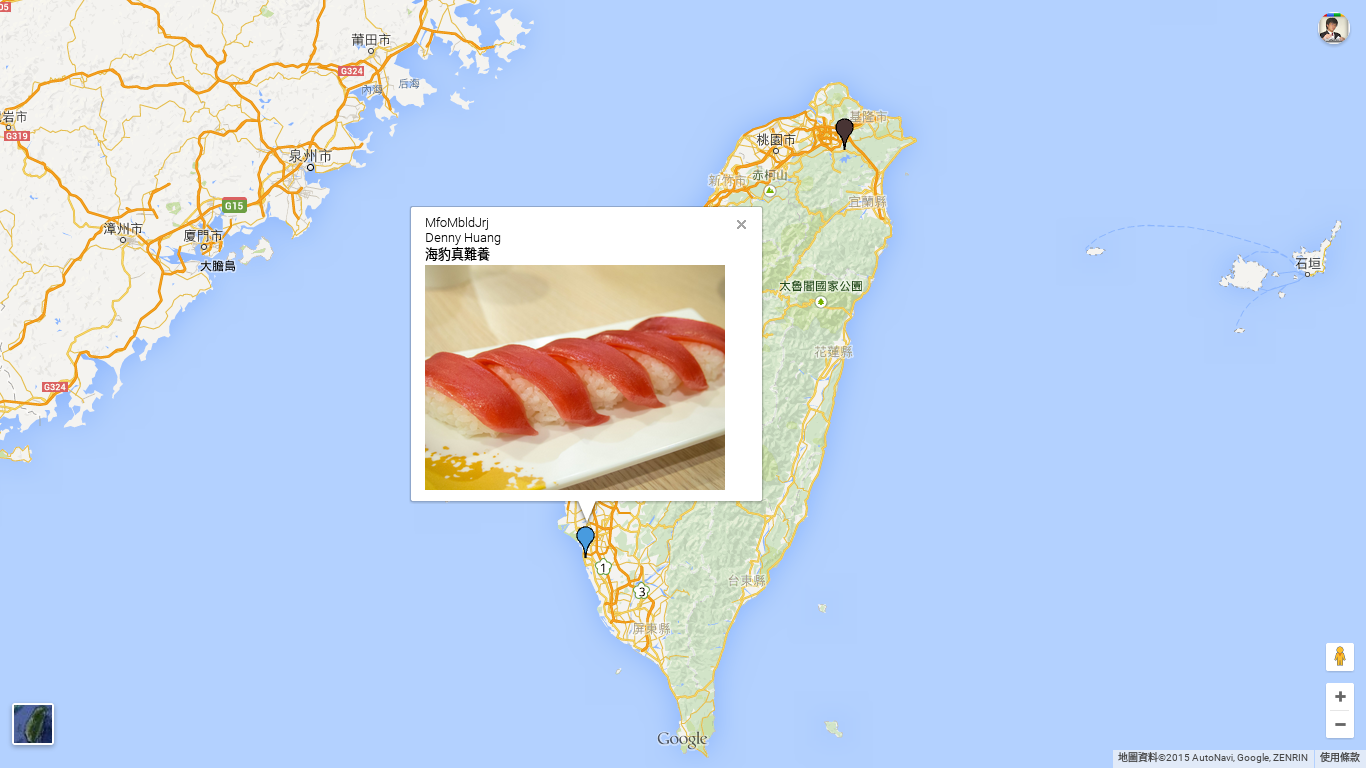 05
莆田市
G324
后海
內海
岩市
G319
泉州市
基隆市
桃園市
赤柯山
新竹市
宜蘭縣
G15
漳州市
廈門市
大膽島
MfoMbldJrj
Denny Huang
海豹真難養
石垣
太魯閣國家公園
花蓮縣
G324
1
3
台東縣
屏東縣
Google
地圖資料©2015 AutoNavi, Google, ZENRIN
使用條款